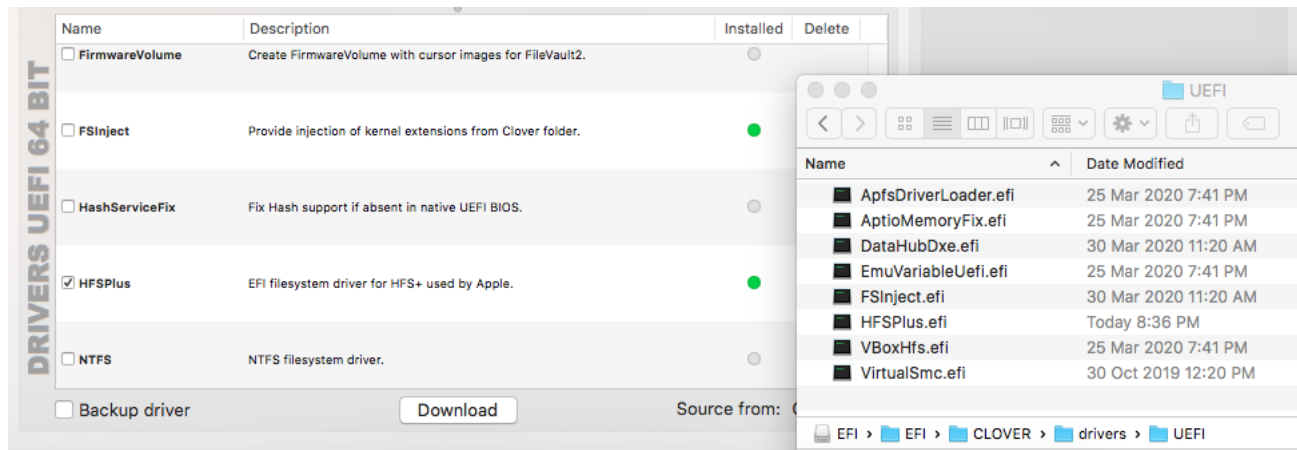 Name Description Installed Delete
FirmwareVolume Create FirmwareVolume with cursor images for FileVault2.
FSInject Provide injection of kernel extensions from Clover folder.
HashServiceFix Fix Hash support if absent in native UEFI BIOS.
HFSPlus EFI filesystem driver for HFS+ used by Apple.
NTFS NTFS filesystem driver.
DRIVERS UEFI 64 BIT
Backup driver Download Source from:
UEFI
Name Date Modified
ApfsDriverLoader.efi 25 Mar 2020 7:41 PM
AptioMemoryFix.efi 25 Mar 2020 7:41 PM
DataHubDxe.efi 30 Mar 2020 11:20 AM
EmuVariableUefi.efi 25 Mar 2020 7:41 PM
FSInject.efi 30 Mar 2020 11:20 AM
HFSPlus.efi Today 8:36 PM
VBoxHfs.efi 25 Mar 2020 7:41 PM
VirtualSmc.efi 30 Oct 2019 12:20 PM
EFI › EFI › CLOVER › drivers › UEFI